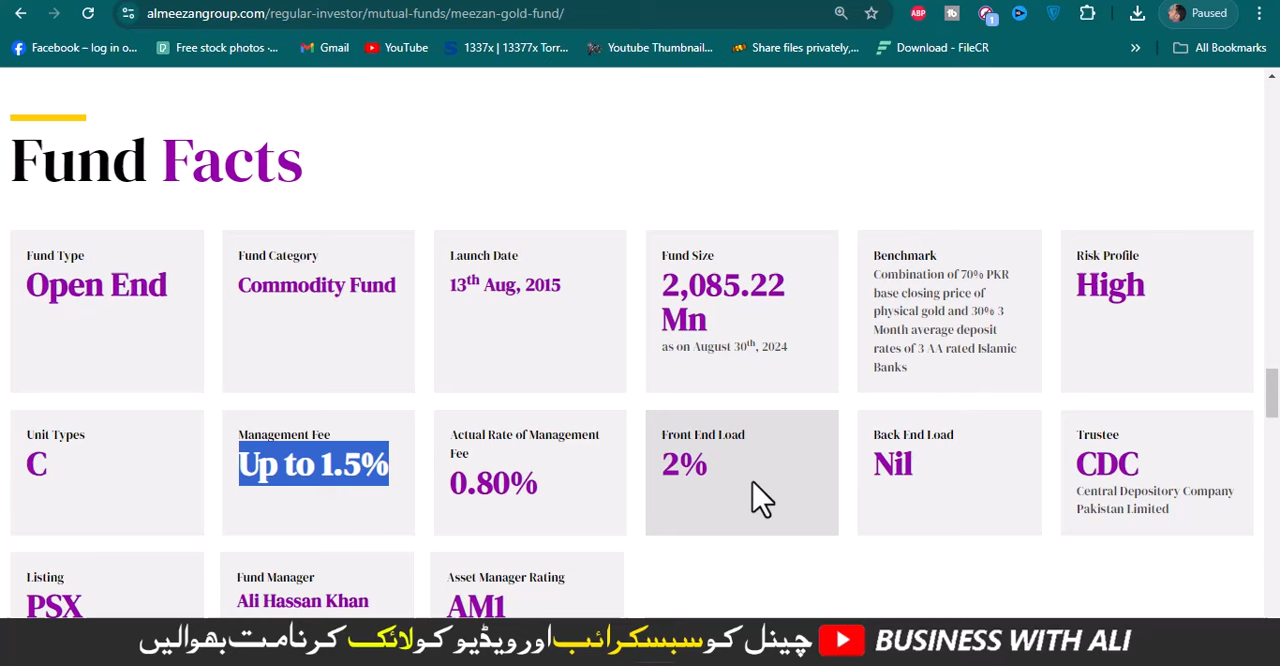 almeezangroup.com/regular-investor/mutual-funds/meezan-gold-fund/
ABP
1
Paused
Facebook – log in o...
Free stock photos ·...
Gmail
YouTube
1337x | 13377x Torr...
Youtube Thumbnail...
Share files privately,...
Download - FileCR
»
All Bookmarks
Fund Facts
Fund Type
Open End
Fund Category
Commodity Fund
Launch Date
13th Aug, 2015
Fund Size
2,085.22
Mn
as on August 30th, 2024
Benchmark
Combination of 70% PKR
base closing price of
physical gold and 30% 3
Month average deposit
rates of 3 AA rated Islamic
Banks
Risk Profile
High
Unit Types
C
Management Fee
Up to 1.5%
Actual Rate of Management
Fee
0.80%
Front End Load
2%
Back End Load
Nil
Trustee
CDC
Central Depository Company
Pakistan Limited
Listing
PSX
Fund Manager
Ali Hassan Khan
Asset Manager Rating
AM1
چینل کو سبسکرائب اور ویڈیو کو لائک کرنا مت بھوالیں
BUSINESS WITH ALI